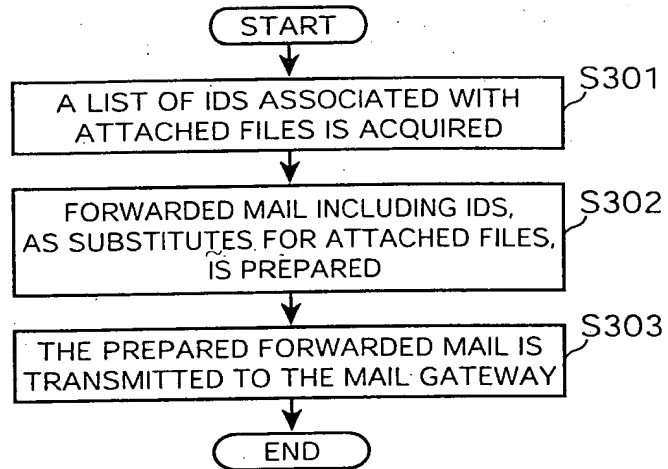 START
S301
A LIST OF IDS ASSOCIATED WITH
ATTACHED FILES IS ACQUIRED
S302
FORWARDED MAIL INCLUDING IDS,
AS SUBSTITUTES FOR ATTACHED FILES,
IS PREPARED
S303
THE PREPARED FORWARDED MAIL IS
TRANSMITTED TO THE MAIL GATEWAY
END